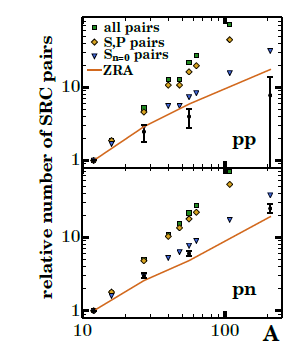 relative number of SRC pairs
all pairs
S,P pairs
Sn=0 pairs
ZRA
10
1
pp
10
1
pn
10
100
A